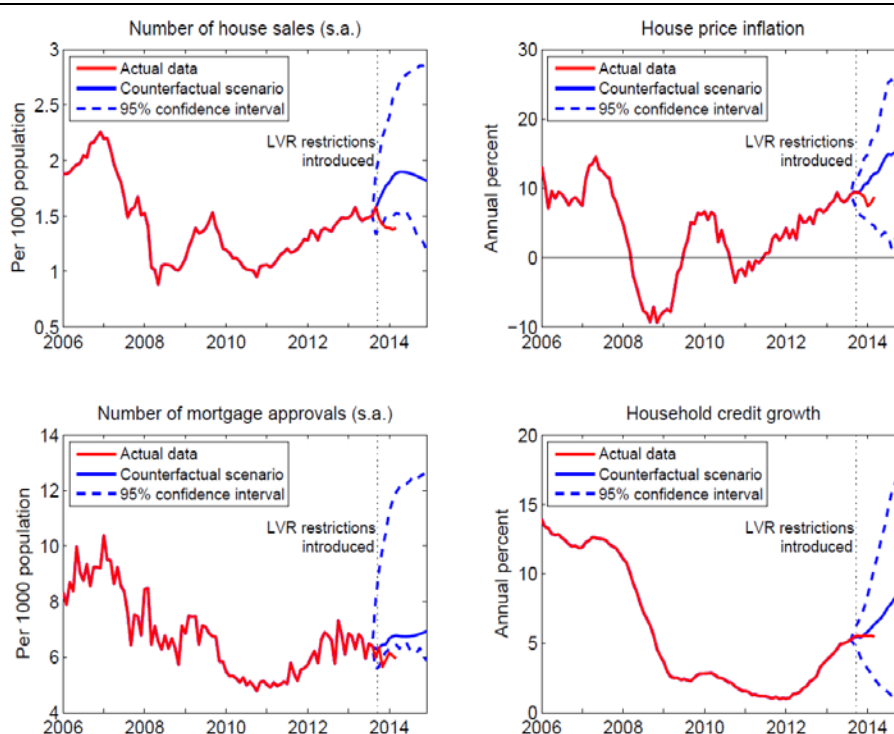 Number of house sales (s.a.)
3
2.5
2
1.5
1
0.5
Per 1000 population
Actual data
Counterfactual scenario
95% confidence interval
LVR restrictions
introduced
2006 2008 2010 2012 2014
House price inflation
30
20
10
0
−10
Annual percent
Actual data
Counterfactual scenario
95% confidence interval
LVR restrictions
introduced
2006 2008 2010 2012 2014
Number of mortgage approvals (s.a.)
14
12
10
8
6
4
Per 1000 population
Actual data
Counterfactual scenario
95% confidence interval
LVR restrictions
introduced
2006 2008 2010 2012 2014
Household credit growth
20
15
10
5
0
Annual percent
Actual data
Counterfactual scenario
95% confidence interval
LVR restrictions
introduced
2006 2008 2010 2012 2014